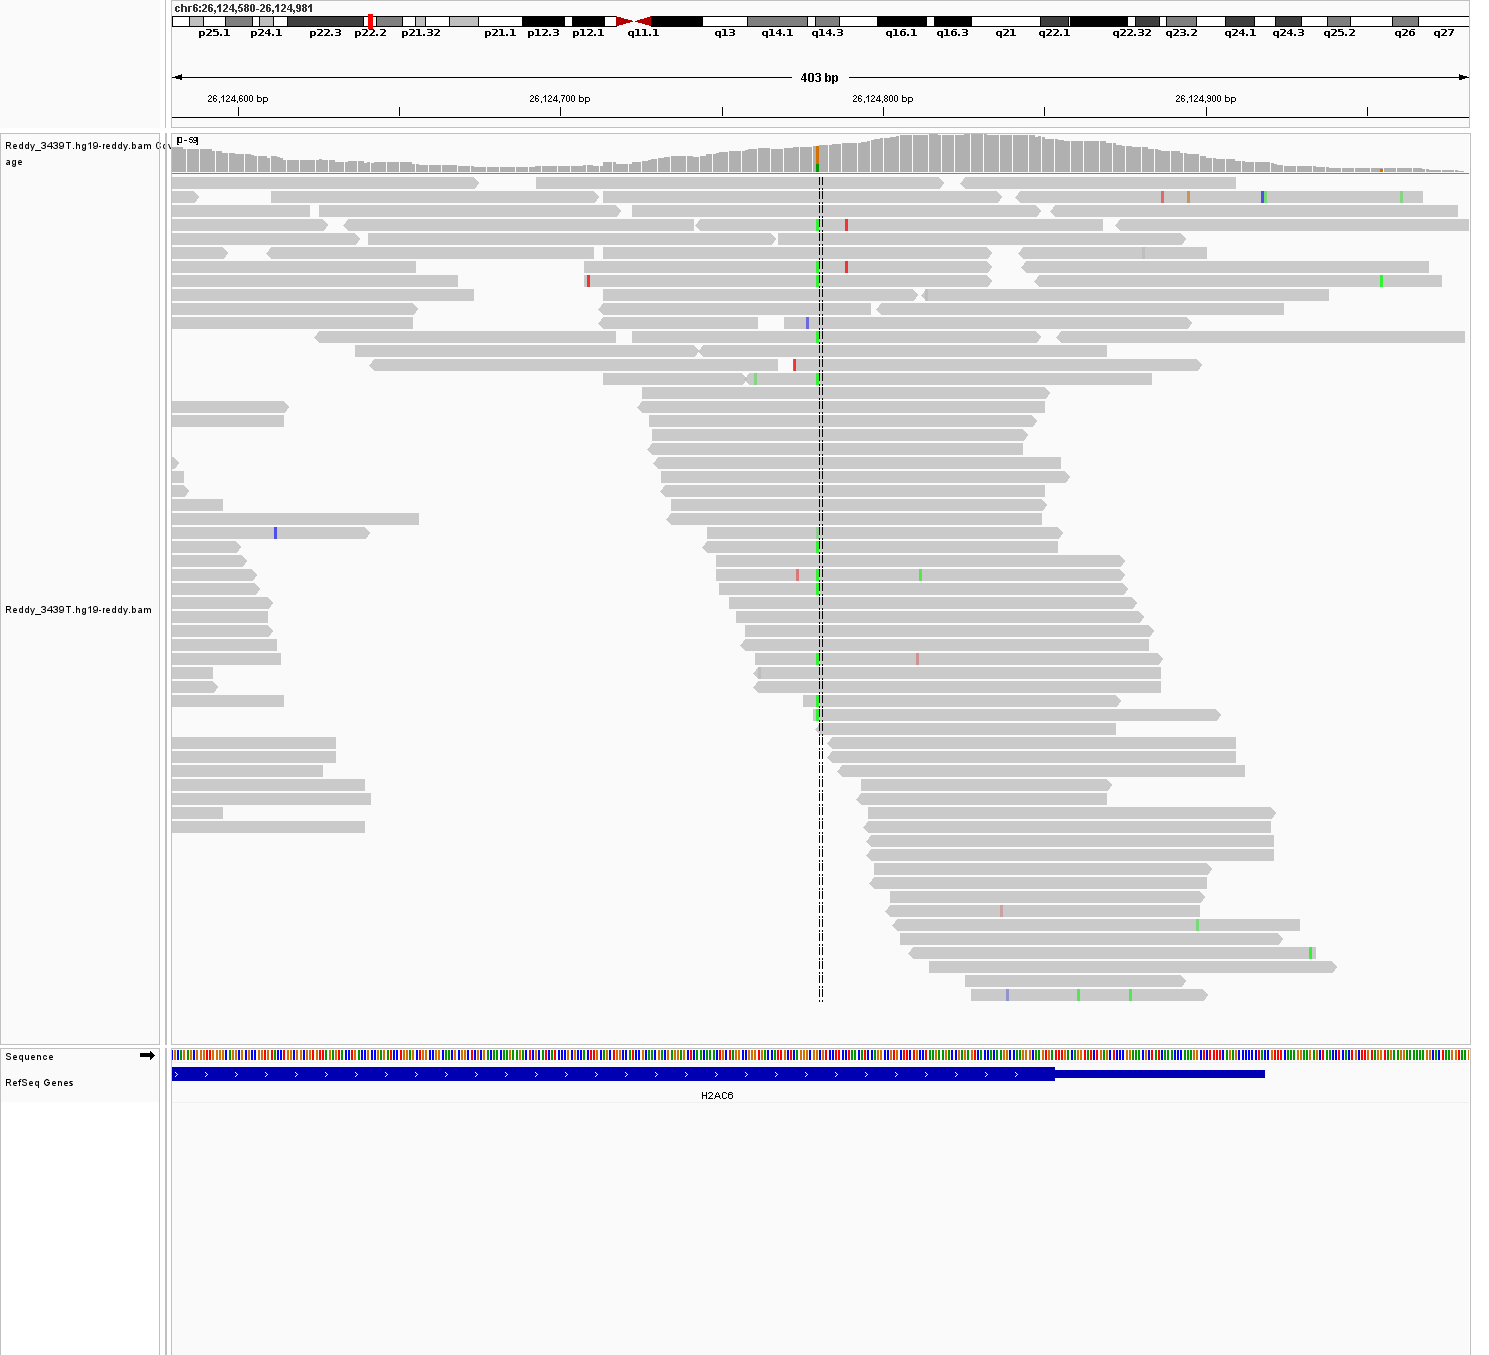 chr6:26,124,580-26,124,981
p25.1 p24.1 p22.3 p22.2 p21.32 p21.1 p12.3 p12.1 q11.1 q13 q14.1 q14.3 q16.1 q16.3 q21 q22.1 q22.32 q23.2 q24.1 q24.3 q25.2 q26 q27
403 bp
26,124,600 bp 26,124,700 bp 26,124,800 bp 26,124,900 bp
Reddy_3439T.hg19-reddy.bam Cov
age
Reddy_3439T.hg19-reddy.bam
Sequence
RefSeq Genes
H2AC6